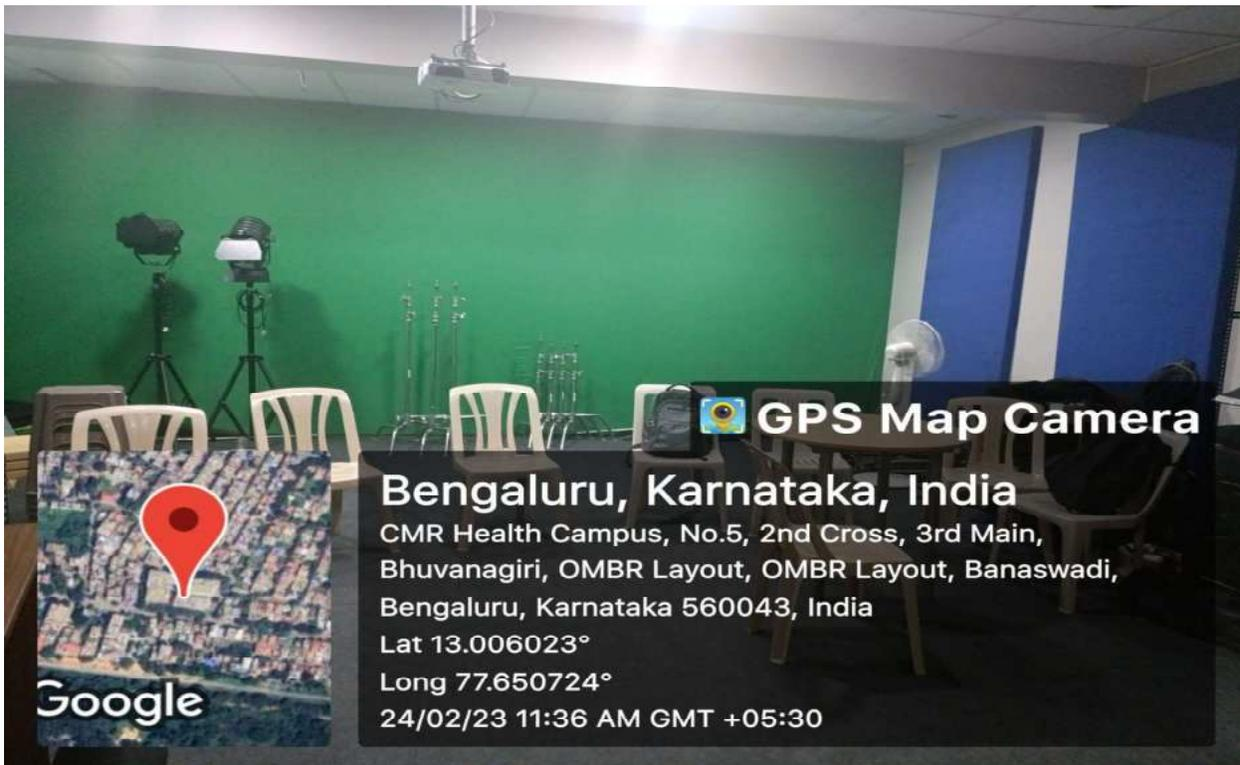 GPS Map Camera
Bengaluru, Karnataka, India
CMR Health Campus, No.5, 2nd Cross, 3rd Main,
Bhuvanagiri, OMBR Layout, OMBR Layout, Banaswadi,
Bengaluru, Karnataka 560043, India
Lat 13.006023°
Long 77.650724°
24/02/23 11:36 AM GMT +05:30
Google